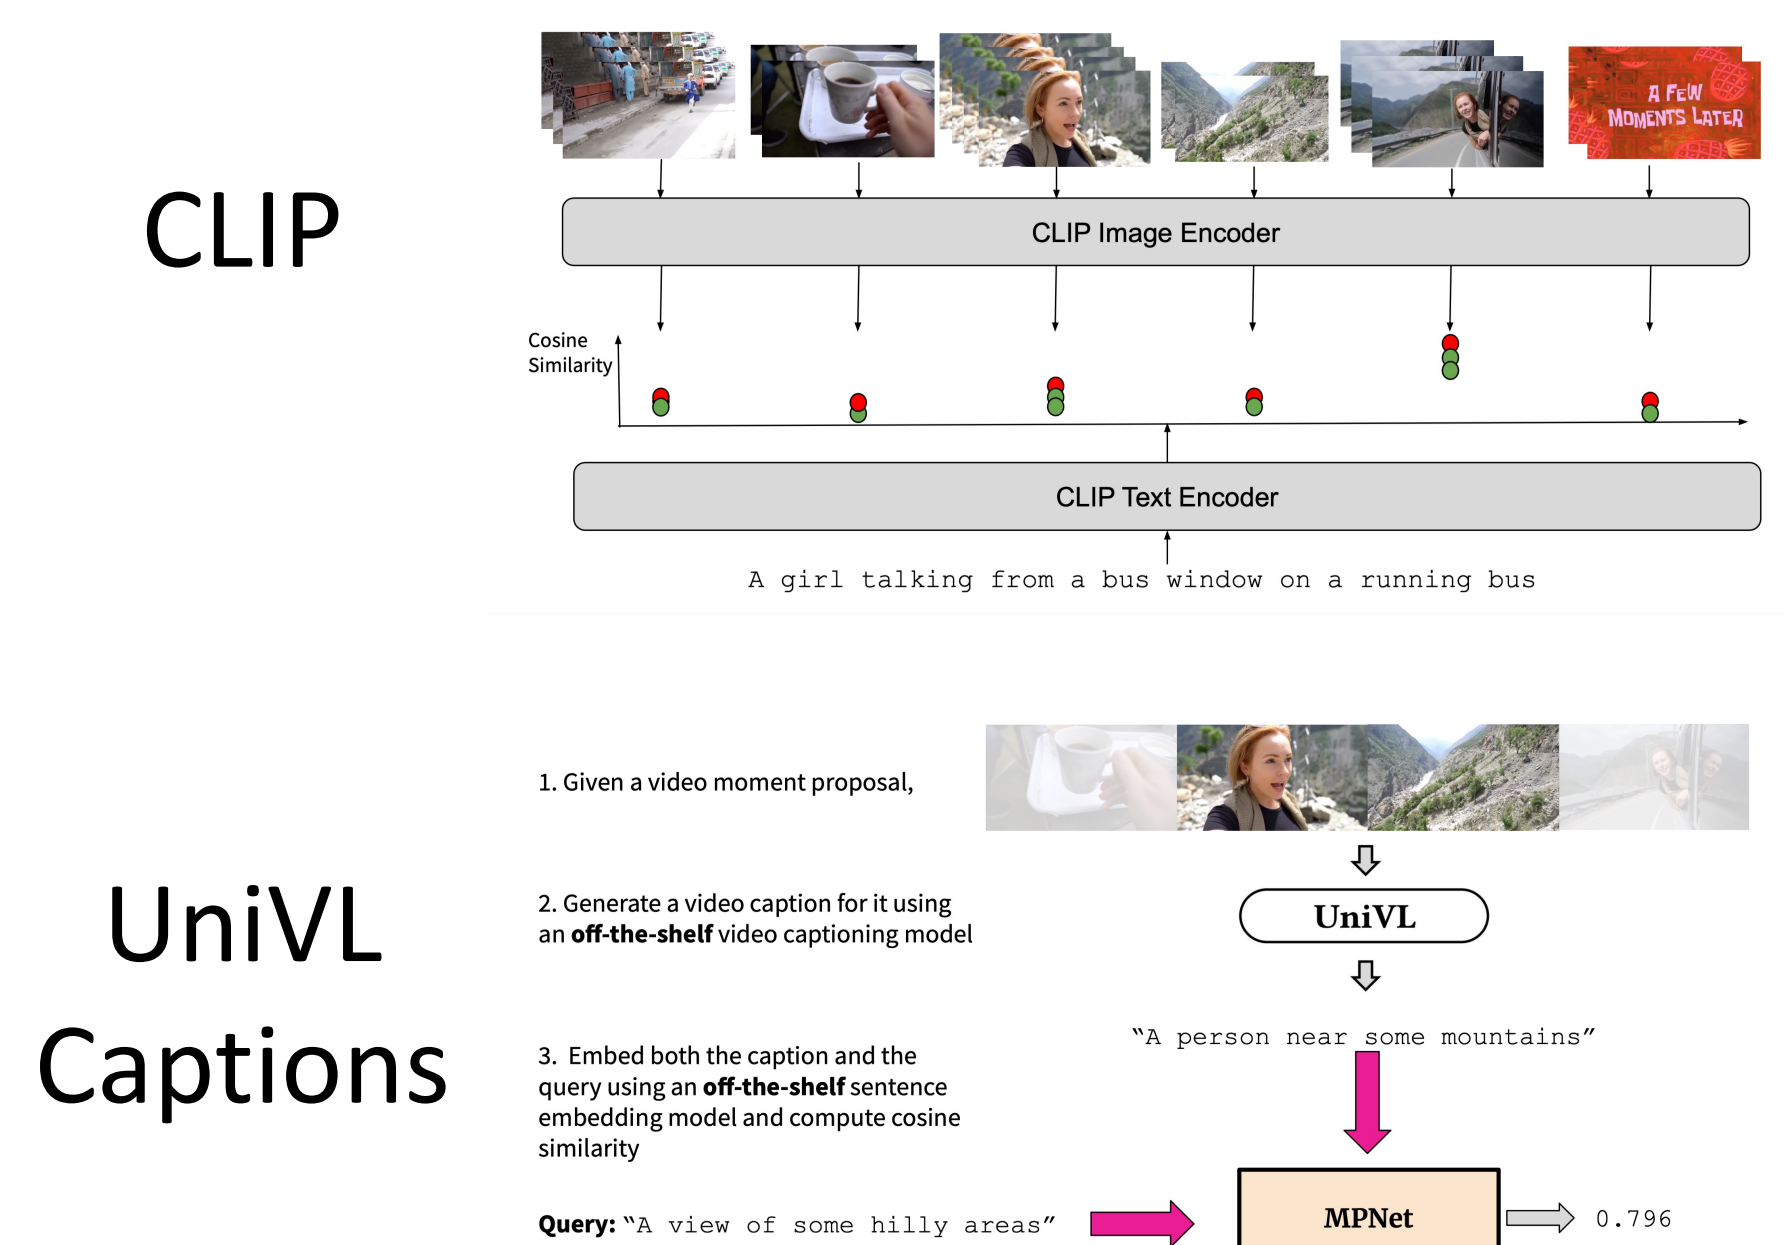 CLIP
A FEW
MOMENTS LATER
CLIP Image Encoder
Cosine
Similarity
CLIP Text Encoder
A girl talking from a bus window on a running bus
UniVL
Captions
1. Given a video moment proposal,
2. Generate a video caption for it using
an off-the-shelf video captioning model
UniVL
“A person near some mountains”
3. Embed both the caption and the
query using an off-the-shelf sentence
embedding model and compute cosine
similarity
Query: “A view of some hilly areas”
MPNet
0.796